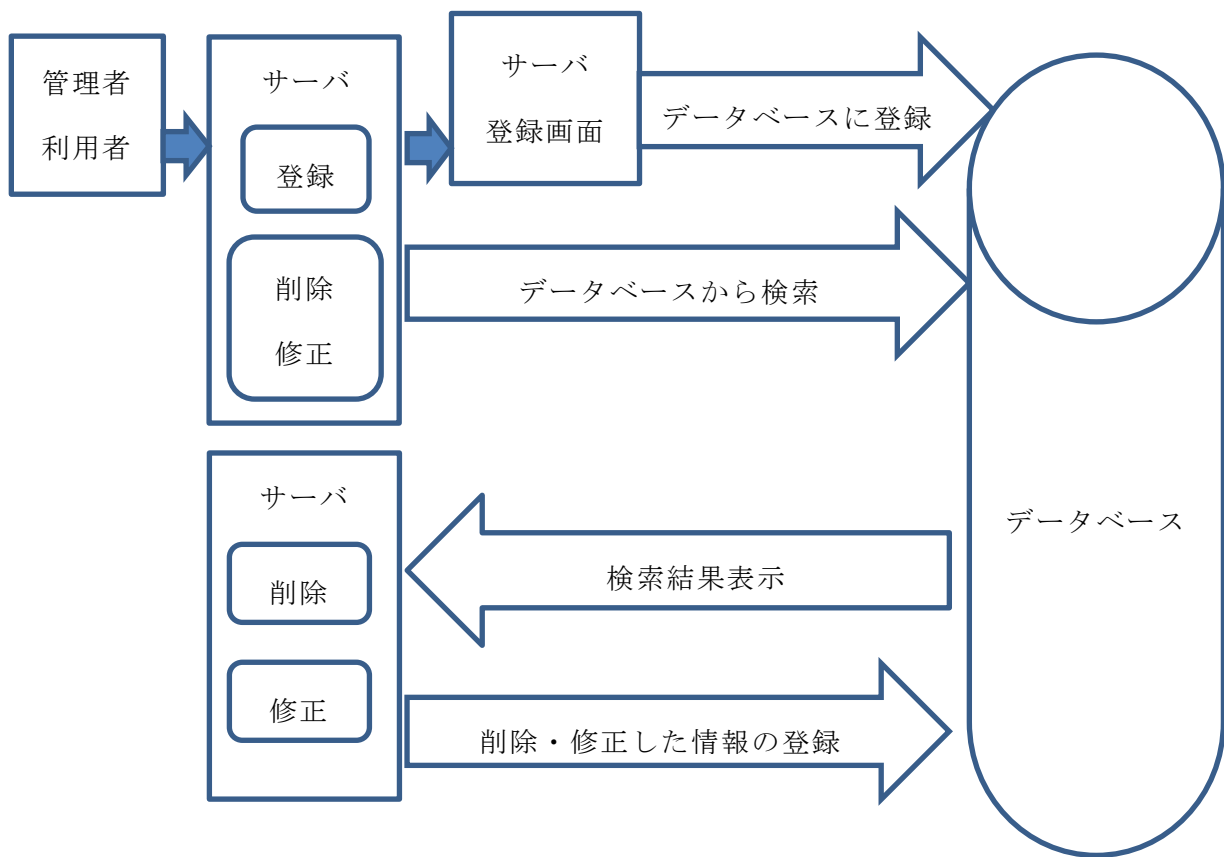 管理者
利用者
サーバ
登録
削除
修正
サーバ
登録画面
データベースに登録
データベースから検索
サーバ
削除
修正
検索結果表示
削除・修正した情報の登録
データベース